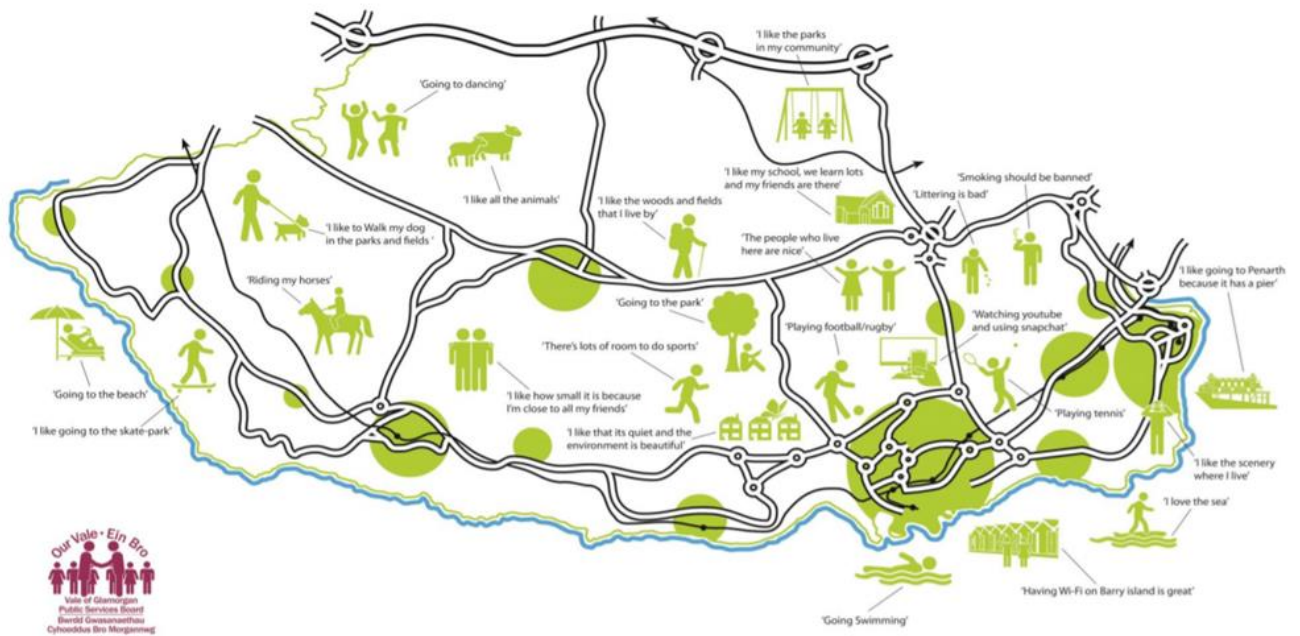 'I like the parks
in my community'
'Going to dancing'
'I like all the animals'
'I like my school, we learn lots
and my friends are there'
'Smoking should be banned'
'Littering is bad'
'I like the woods and fields
that I live by'
'I like to Walk my dog
in the parks and fields '
'The people who live
here are nice'
'I like going to Penarth
because it has a pier'
'Riding my horses'
'Going to the park'
'Playing football/rugby'
'Watching youtube
and using snapchat'
'There's lots of room to do sports'
'Going to the beach'
'I like how small it is because
I'm close to all my friends'
'Playing tennis'
'I like going to the skate-park'
'I like that its quiet and the
environment is beautiful'
'I like the scenery
where I live'
'I love the sea'
'Having Wi-Fi on Barry island is great'
'Going Swimming'
Our Vale • Ein Bro
Vale of Glamorgan
Public Services Board
Bwrdd Gwasanaethau
Cyhoeddus Bro Morgannwg